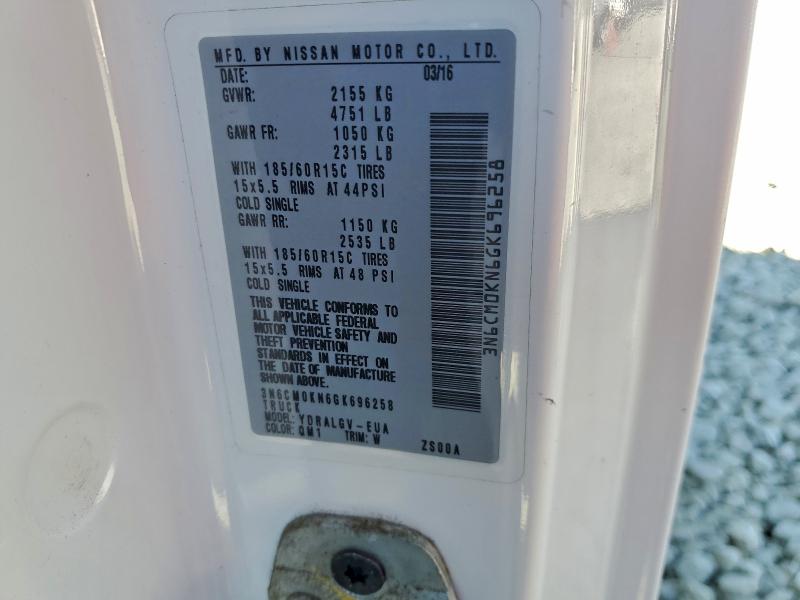 MFD. BY NISSAN MOTOR CO., LTD.
DATE: 03/16
GVWR: 2155 KG
4751 LB
GAWR FR: 1050 KG
2315 LB
WITH 185/60R15C TIRES
15x5.5 RIMS AT 44PSI
COLD SINGLE
GAWR RR: 1150 KG
2535 LB
WITH 185/60R15C TIRES
15x5.5 RIMS AT 48 PSI
COLD SINGLE
THIS VEHICLE CONFORMS TO
ALL APPLICABLE FEDERAL
MOTOR VEHICLE SAFETY AND
THEFT PREVENTION
STANDARDS IN EFFECT ON
THE DATE OF MANUFACTURE
SHOWN ABOVE.
3N6CM0KN6GK696258
TRUCK
MODEL: YDRALGV-EUA
COLOR: QM1 TRIM: W ZS00A
3N6CM0KN6GK696258